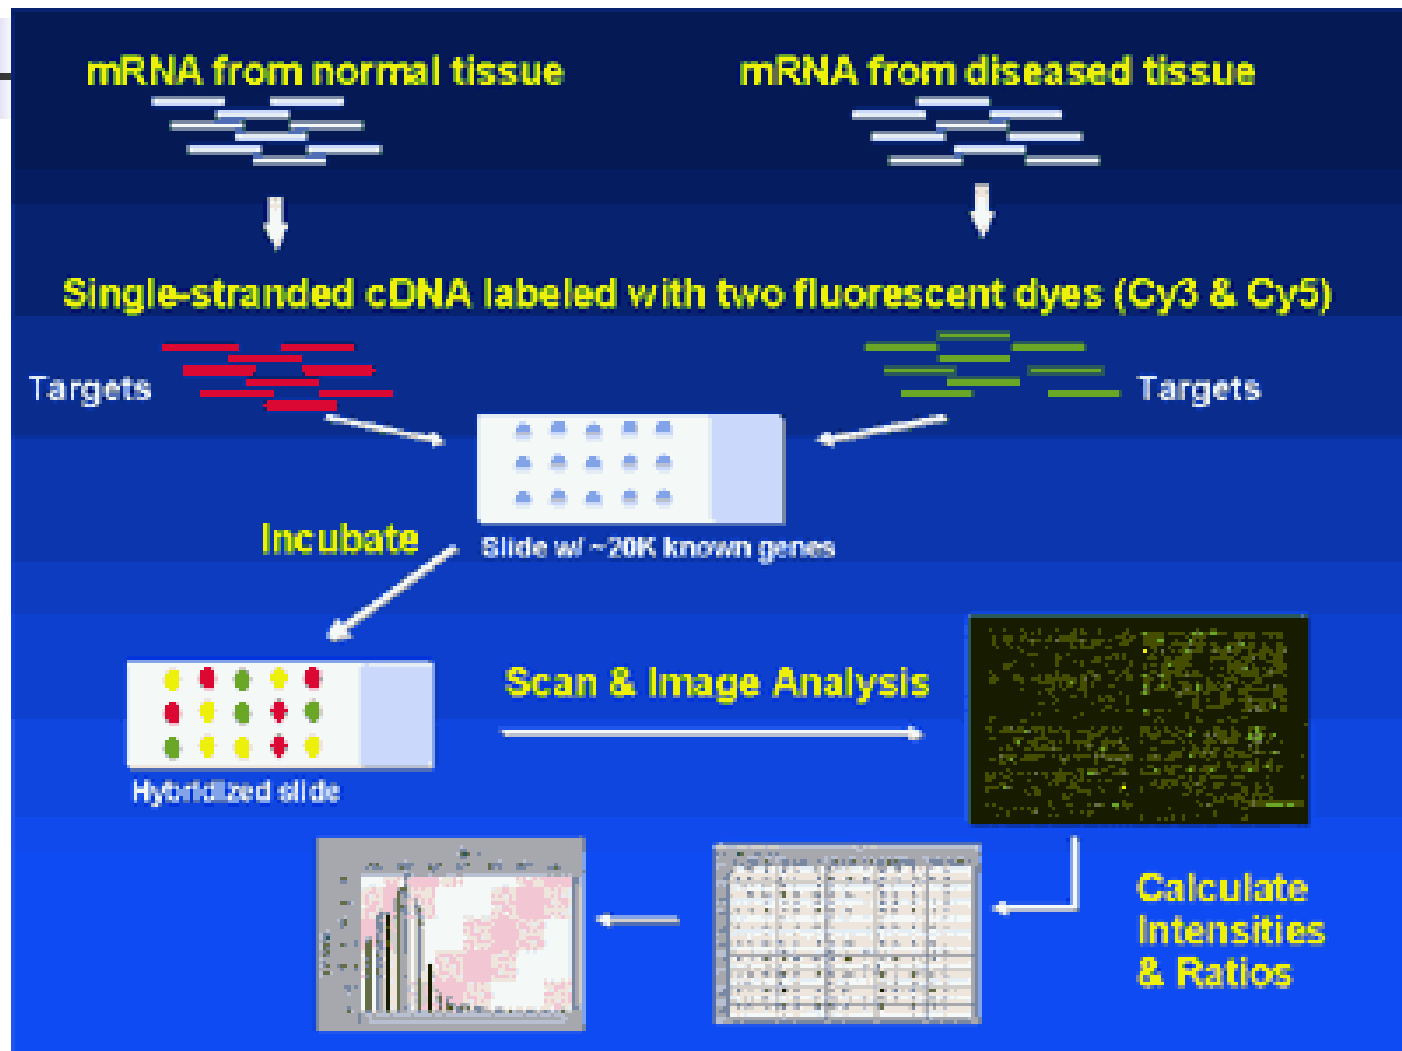 mRNA from normal tissue
mRNA from diseased tissue
Single-stranded cDNA labeled with two fluorescent dyes (Cy3 & Cy5)
Targets
Targets
Incubate
Slide w/ ~20K known genes
Scan & Image Analysis
Hybridized slide
Calculate
Intensities
& Ratios